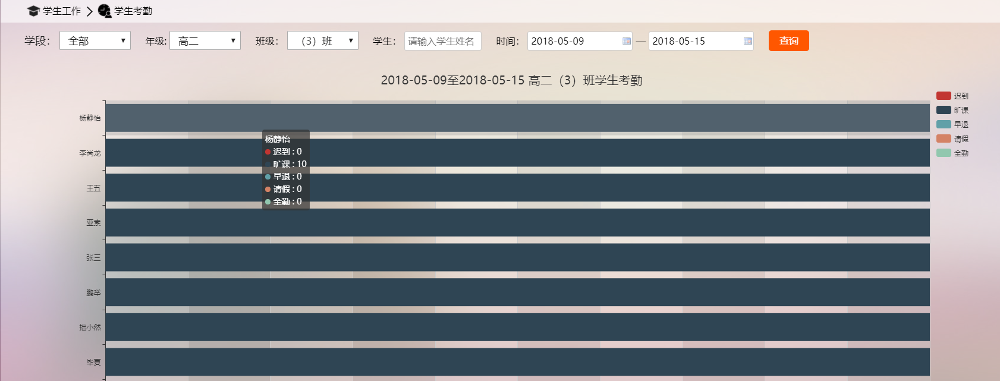 学生工作 > 学生考勤
学段： 全部 年级: 高二 班级： （3）班 学生： 请输入学生姓名 时间： 2018-05-09 — 2018-05-15 查询
2018-05-09至2018-05-15 高二（3）班学生考勤
迟到
旷课
早退
请假
全勤
杨静怡
李尚龙
王五
亚索
张三
鹏举
拙小然
毕夏
杨静怡
迟到 : 0
旷课 : 10
早退 : 0
请假 : 0
全勤 : 0